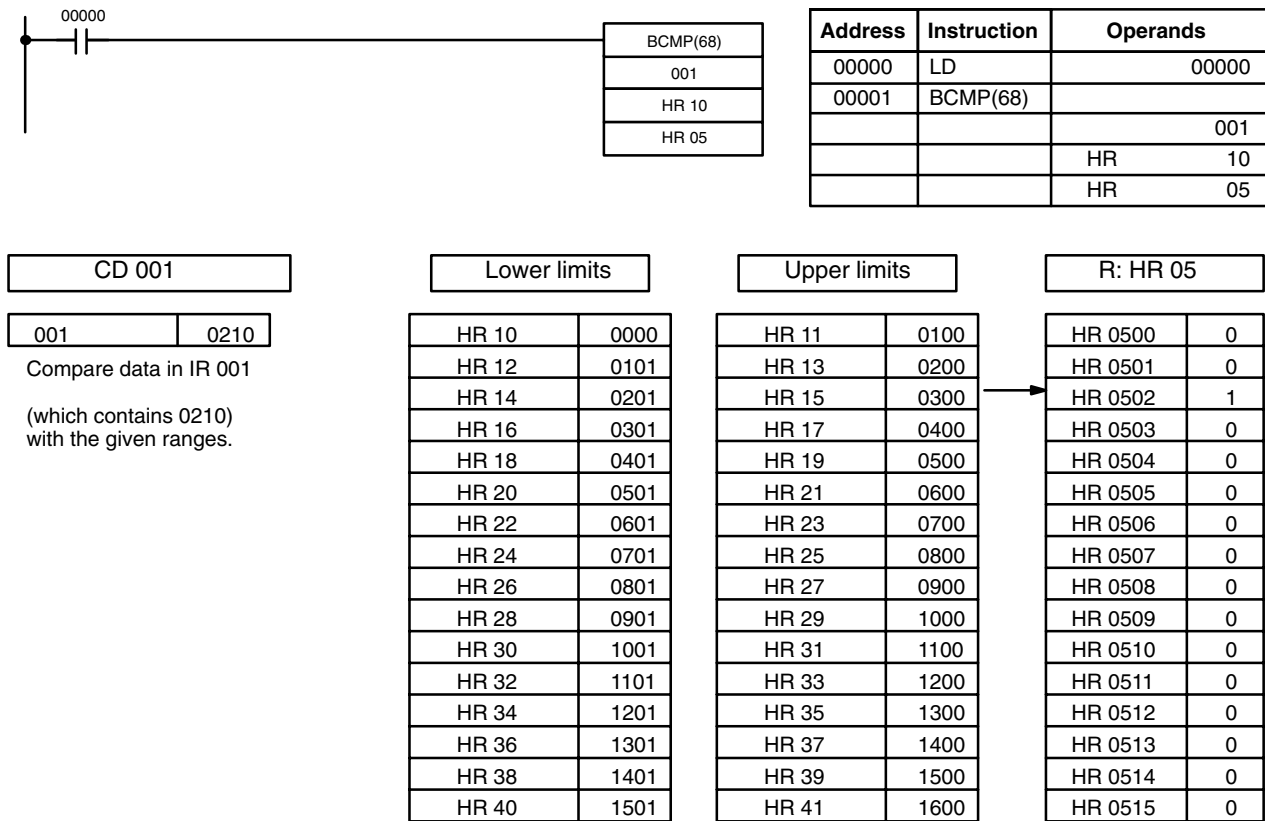 00000
BCMP(68)
001
HR 10
HR 05
Address Instruction Operands
00000 LD 00000
00001 BCMP(68)
001
HR 10
HR 05
CD 001 Lower limits Upper limits R: HR 05
001 0210
Compare data in IR 001
(which contains 0210)
with the given ranges.
HR 10 0000 HR 11 0100 HR 0500 0
HR 12 0101 HR 13 0200 HR 0501 0
HR 14 0201 HR 15 0300 HR 0502 1
HR 16 0301 HR 17 0400 HR 0503 0
HR 18 0401 HR 19 0500 HR 0504 0
HR 20 0501 HR 21 0600 HR 0505 0
HR 22 0601 HR 23 0700 HR 0506 0
HR 24 0701 HR 25 0800 HR 0507 0
HR 26 0801 HR 27 0900 HR 0508 0
HR 28 0901 HR 29 1000 HR 0509 0
HR 30 1001 HR 31 1100 HR 0510 0
HR 32 1101 HR 33 1200 HR 0511 0
HR 34 1201 HR 35 1300 HR 0512 0
HR 36 1301 HR 37 1400 HR 0513 0
HR 38 1401 HR 39 1500 HR 0514 0
HR 40 1501 HR 41 1600 HR 0515 0